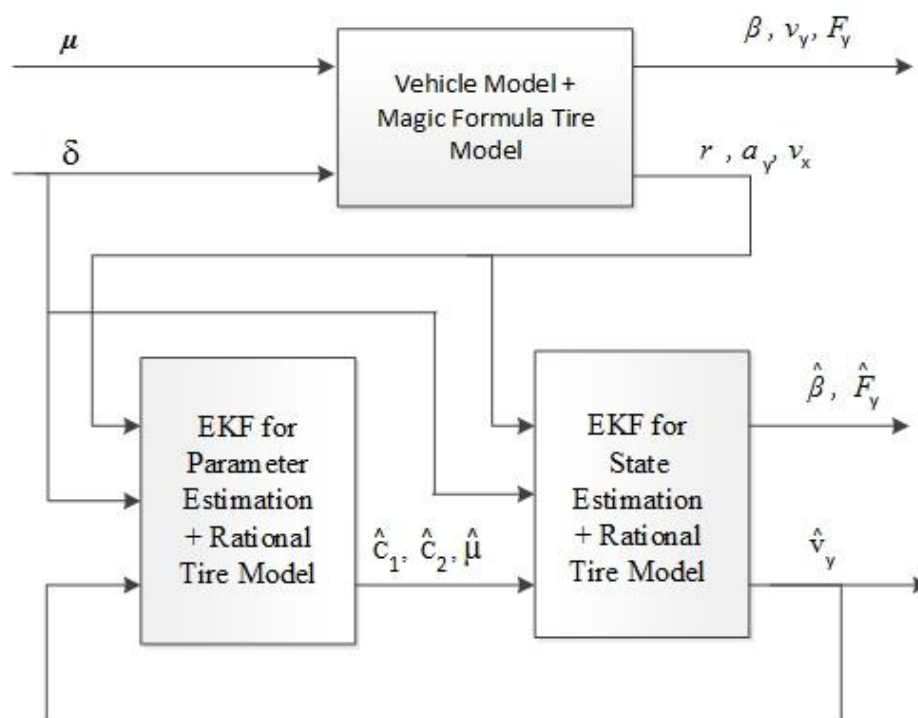 μ
β, v_y, F_y
Vehicle Model +
Magic Formula Tire
Model
δ
r , a_y, v_x
EKF for
Parameter
Estimation
+ Rational
Tire Model
EKF for
State
Estimation
+ Rational
Tire Model
β̂, F̂_y
ĉ_1, ĉ_2, μ̂
v̂_y